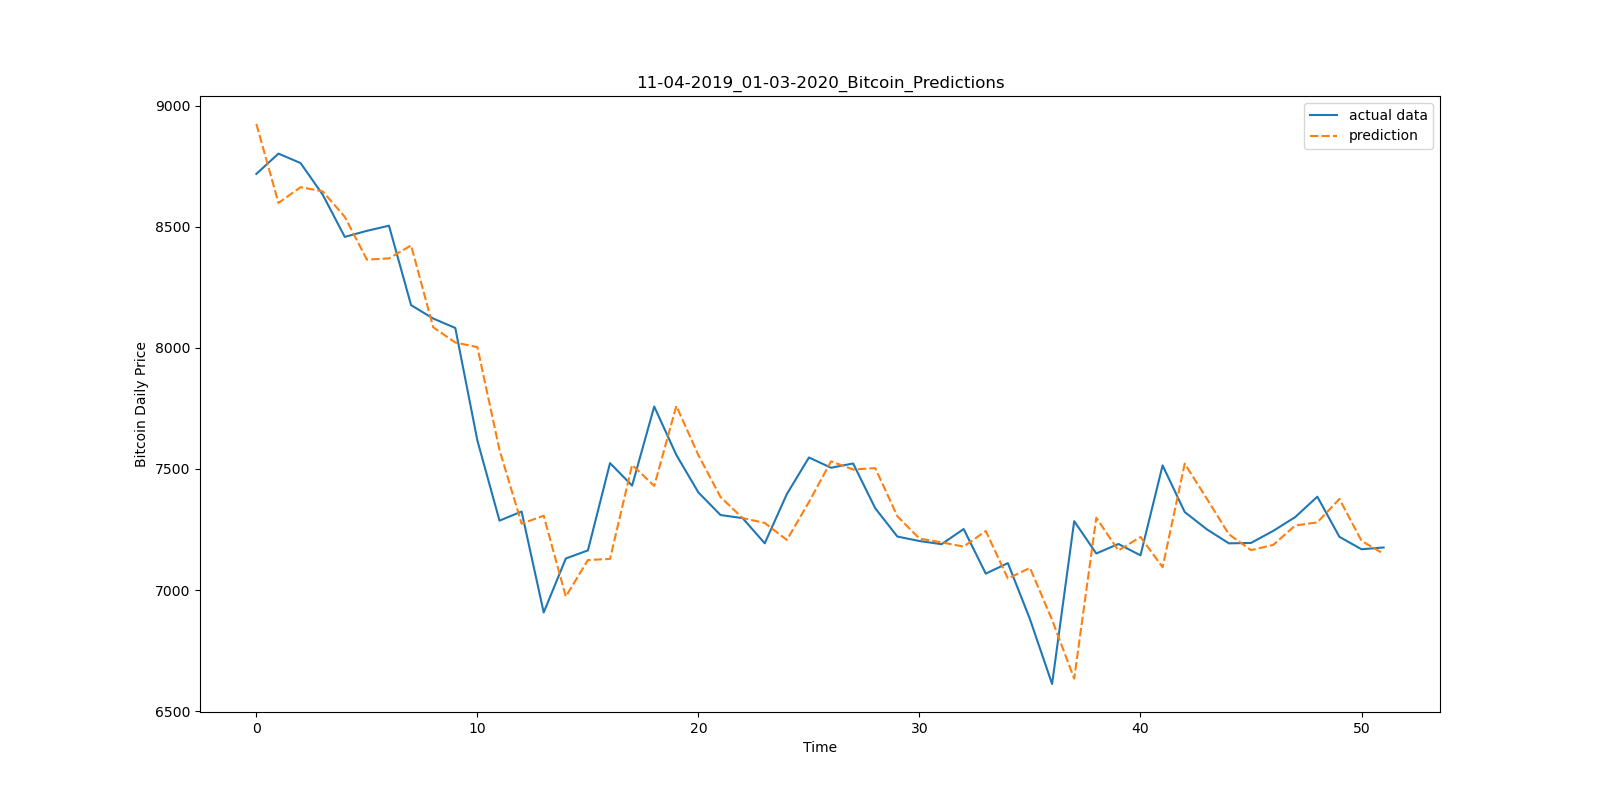 11-04-2019_01-03-2020_Bitcoin_Predictions
actual data
prediction
Bitcoin Daily Price
9000
8500
8000
7500
7000
6500
0 10 20 30 40 50
Time